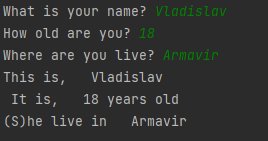 What is your name? Vladislav
How old are you? 18
Where are you live? Armavir
This is,   Vladislav
 It is,   18 years old
(S)he live in   Armavir